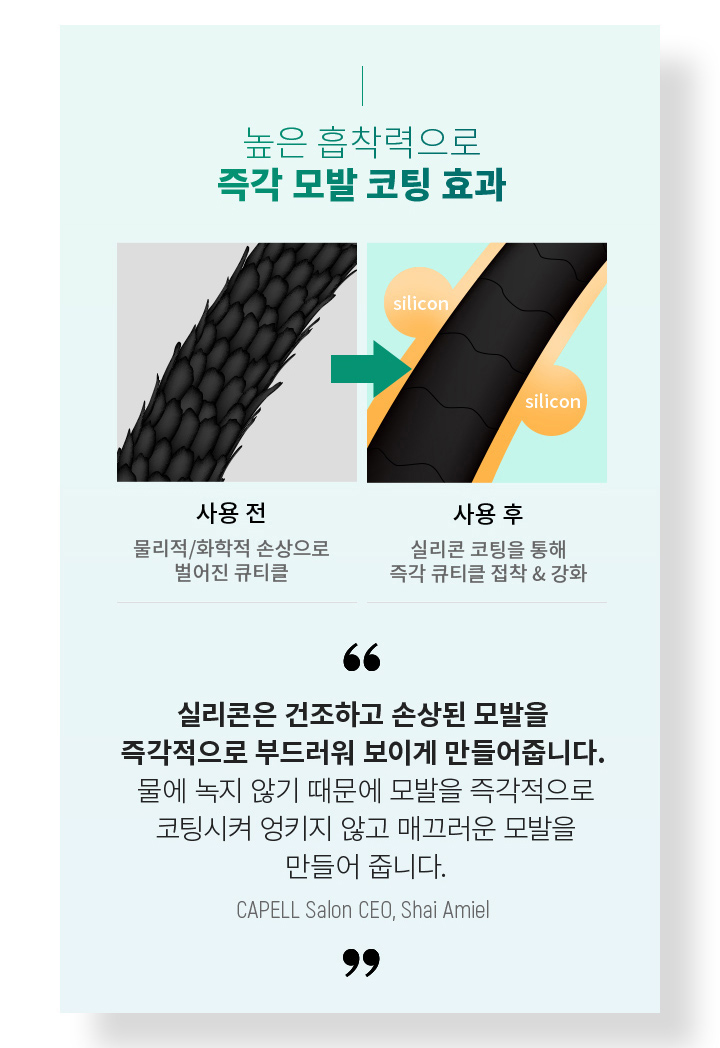 높은 흡착력으로
즉각 모발 코팅 효과
silicon
silicon
사용 전
물리적/화학적 손상으로
벌어진 큐티클
사용 후
실리콘 코팅을 통해
즉각 큐티클 접착 & 강화
“
실리콘은 건조하고 손상된 모발을
즉각적으로 부드러워 보이게 만들어줍니다.
물에 녹지 않기 때문에 모발을 즉각적으로
코팅시켜 엉키지 않고 매끄러운 모발을
만들어 줍니다.
CAPELL Salon CEO, Shai Amiel
”